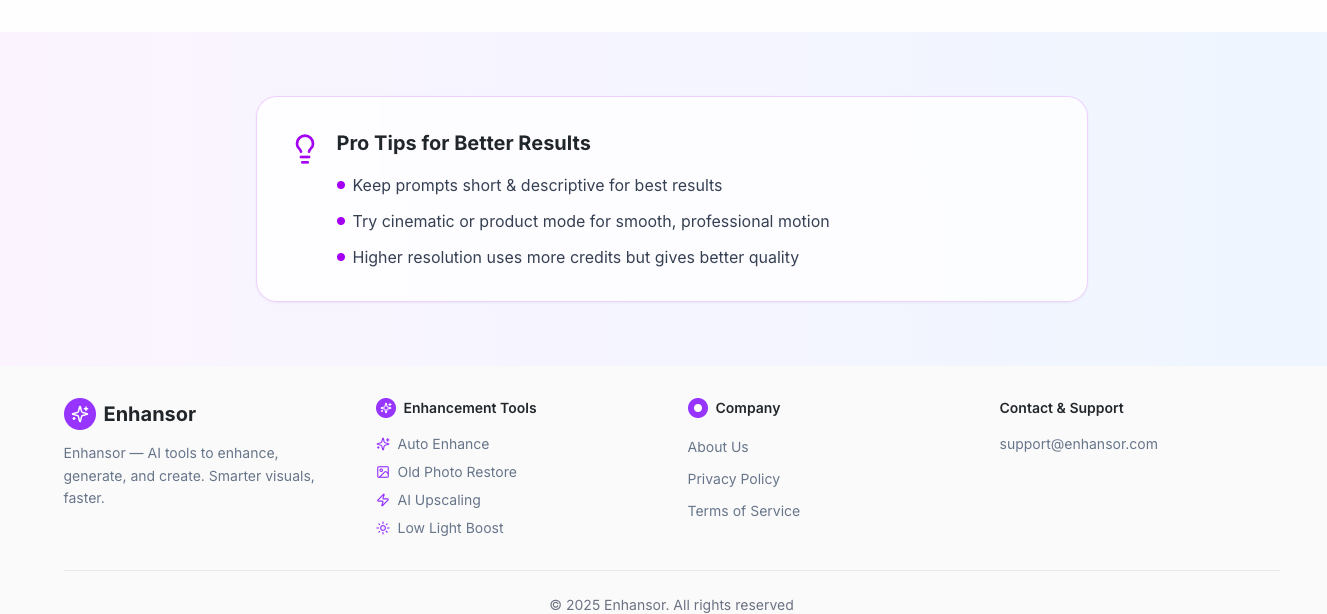 Pro Tips for Better Results
Keep prompts short & descriptive for best results
Try cinematic or product mode for smooth, professional motion
Higher resolution uses more credits but gives better quality
Enhansor
Enhansor — AI tools to enhance,
generate, and create. Smarter visuals,
faster.
Enhancement Tools
Auto Enhance
Old Photo Restore
AI Upscaling
Low Light Boost
Company
About Us
Privacy Policy
Terms of Service
Contact & Support
support@enhansor.com
© 2025 Enhansor. All rights reserved